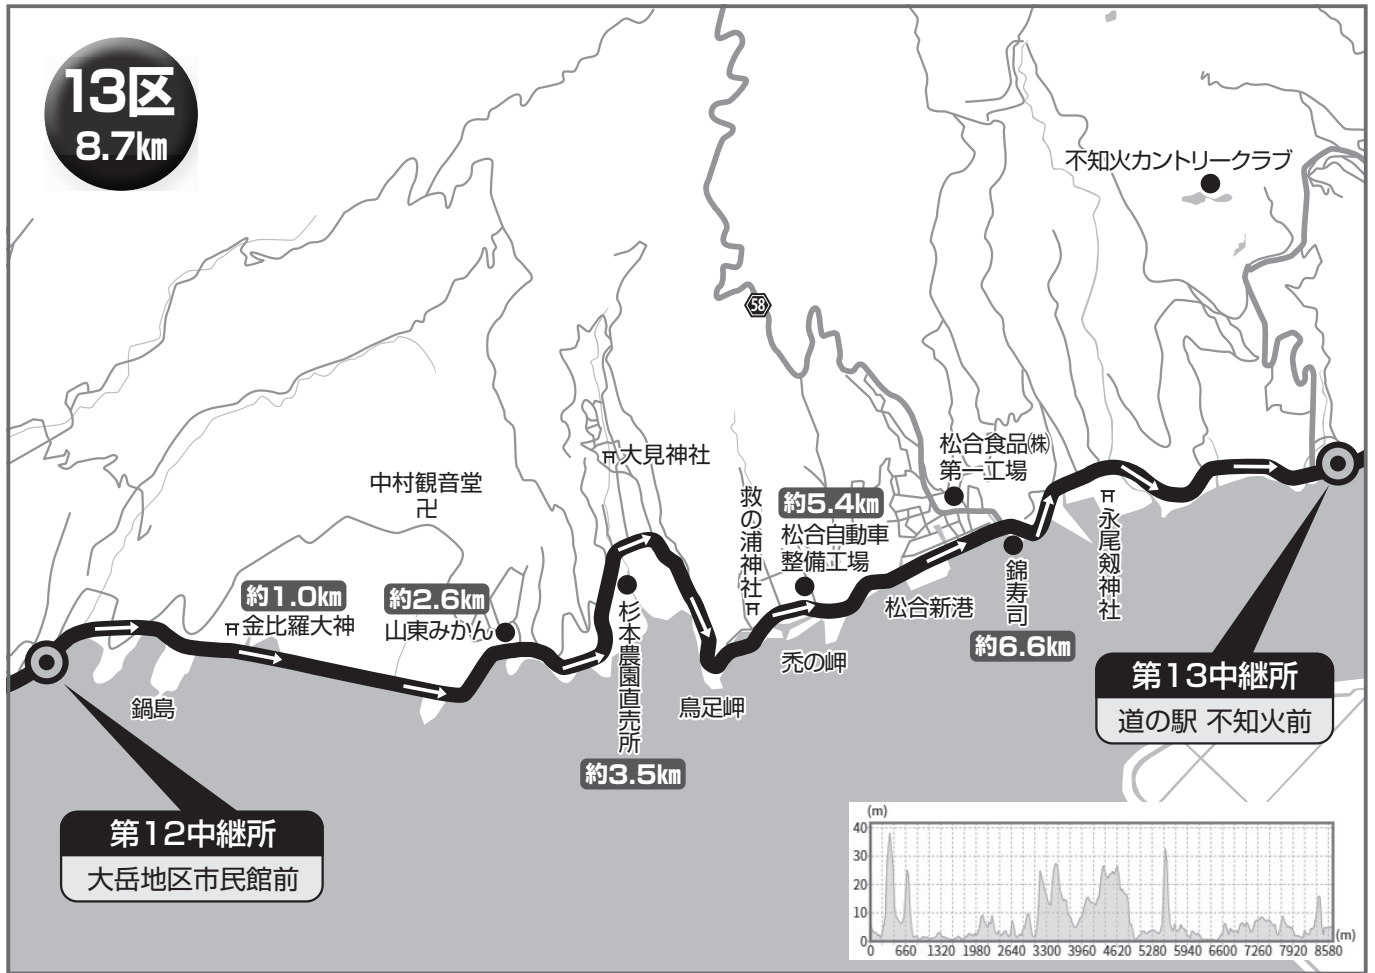 13区
8.7km
不知火カントリークラブ
58
松合食品㈱
第一工場
大見神社
中村観音堂
救の浦神社
約5.4km
松合自動車
整備工場
永尾剱神社
約1.0km
金比羅大神
約2.6km
山東みかん
杉本農園直売所
約3.5km
錦寿司
約6.6km
松合新港
禿の岬
鳥足岬
鍋島
第13中継所
道の駅 不知火前
第12中継所
大岳地区市民館前
(m)
40
30
20
10
0
0 660 1320 1980 2640 3300 3960 4620 5280 5940 6600 7260 7920 8580
(m)